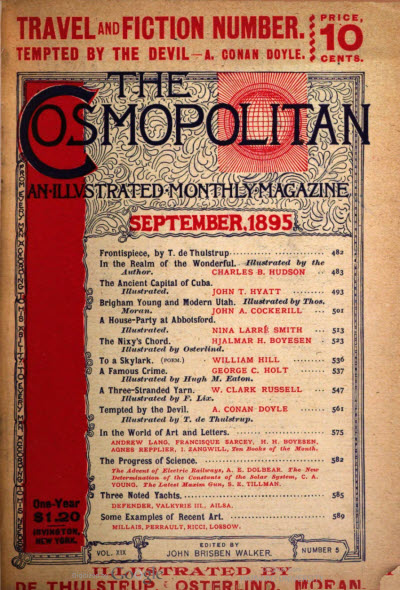 TRAVEL AND FICTION NUMBER.
TEMPTED BY THE DEVIL—A. CONAN DOYLE.
PRICE,
10
CENTS.
THE
COSMOPOLITAN
AN·ILLVSTRATED·MONTHLY·MAGAZINE
SEPTEMBER, 1895
Frontispiece, by T. de Thulstrup 482
In the Realm of the Wonderful. Illustrated by the
Author. CHARLES B. HUDSON 483
The Ancient Capital of Cuba.
Illustrated. JOHN T. HYATT 493
Brigham Young and Modern Utah. Illustrated by Thos.
Moran. JOHN A. COCKERILL 501
A House-Party at Abbotsford.
Illustrated. NINA LARRÉ SMITH 513
The Nixy's Chord. HJALMAR H. BOYESEN 523
Illustrated by Osterlind.
To a Skylark. (POEM.) WILLIAM HILL 536
A Famous Crime. GEORGE C. HOLT 537
Illustrated by Hugh M. Eaton.
A Three-Stranded Yarn. W. CLARK RUSSELL 547
Illustrated by F. Lix.
Tempted by the Devil. A. CONAN DOYLE 561
Illustrated by T. de Thulstrup.
In the World of Art and Letters. 575
ANDREW LANG, FRANCISQUE SARCEY, H. H. BOYESEN,
AGNES REPPLIER, I. ZANGWILL, Ten Books of the Month.
The Progress of Science. 582
The Advent of Electric Railways, A. E. DOLBEAR. The New
Determination of the Constants of the Solar System, C. A.
YOUNG. The Latest Maxim Gun, S. E. TILLMAN.
Three Noted Yachts. 585
DEFENDER, VALKYRIE III., AILSA.
Some Examples of Recent Art. 589
MILLAIS, PERRAULT, RICCI, LOSSOW.
One-Year
$1.20
IRVINGTON,
NEW YORK.
VOL. XIX
EDITED BY
JOHN BRISBEN WALKER.
NUMBER 5
ILLUSTRATED BY
DE THULSTRUP, OSTERLIND, MORAN.